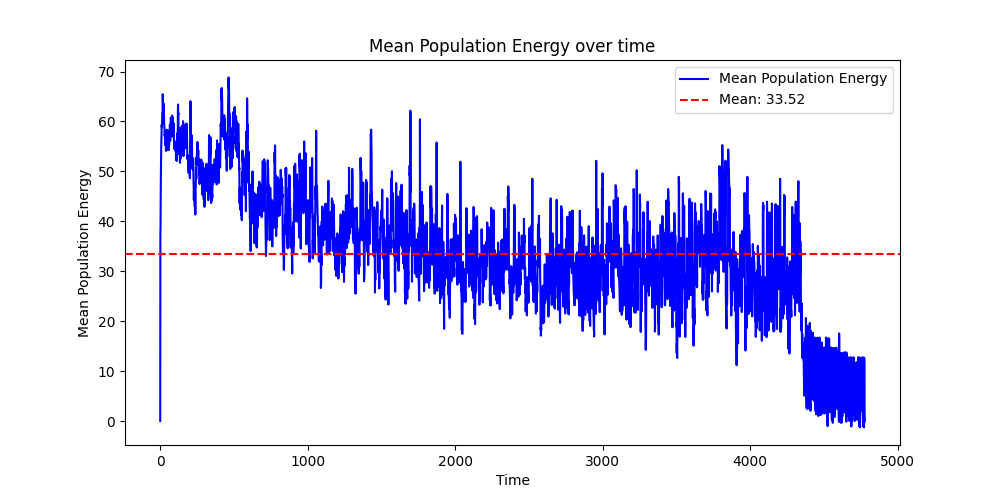 Mean Population Energy over time
Mean Population Energy
Mean: 33.52
Mean Population Energy
70
60
50
40
30
20
10
0
0 1000 2000 3000 4000 5000
Time